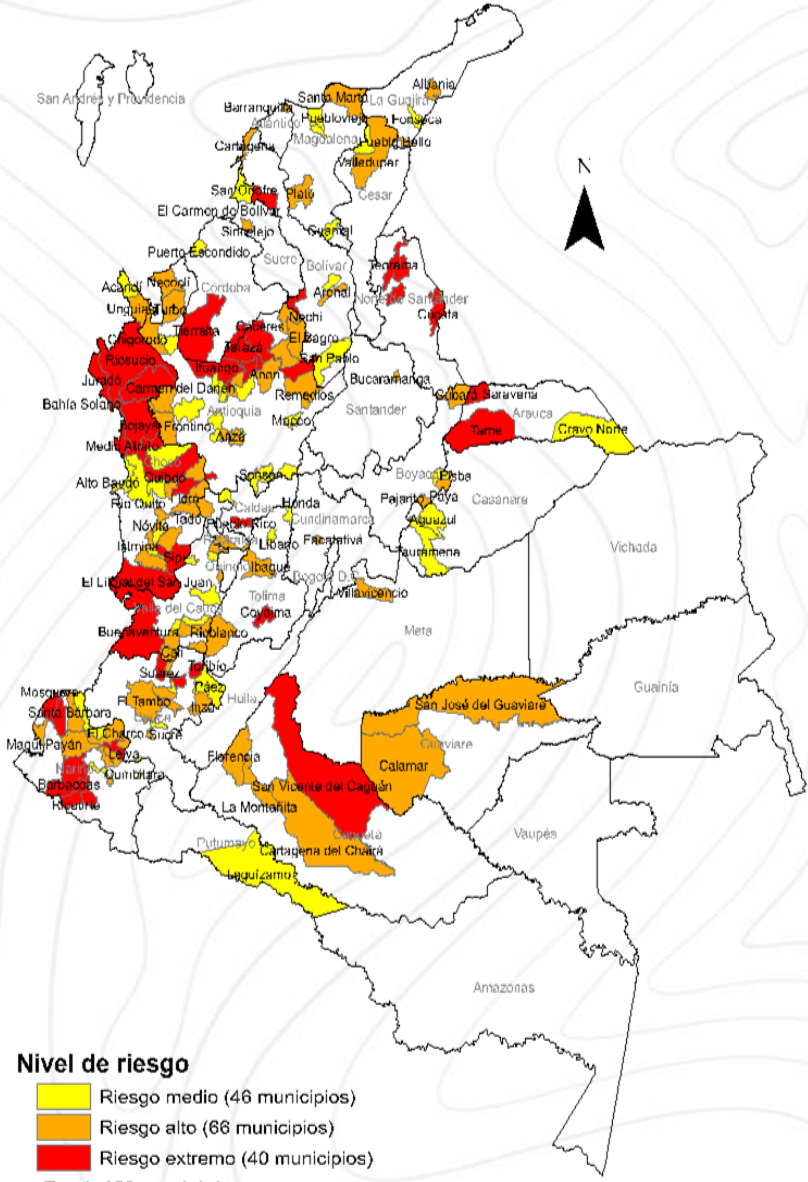 San Andrés y Providencia
Albania
Santa Marta
La Guajira
Barranquilla
Atlántico
Puebloviejo
Fonseca
Magdalena
Cartagena
Pueblo Bello
Valledupar
San Onofre
Plato
Cesar
N
El Carmen de Bolívar
Sincelejo
Guamal
Puerto Escondido
Sucre
Bolívar
Teorama
Acandí
Necoclí
Córdoba
Arenal
Norte de Santander
Unguía
Turbo
Cúcuta
Nechí
Chigorodó
Tierralta
Cáceres
El Bagre
Riosucio
Tarazá
San Pablo
Ituango
Anorí
Juradó
Carmen del Darién
Bucaramanga
Remedios
Cubará
Saravena
Bahía Solano
Antioquia
Santander
Arauca
Bojayá
Frontino
Anzá
Maceo
Tame
Cravo Norte
Medio Atrato
Chocó
Boyacá
Pisba
Alto Baudó
Quibdó
Sonsón
Casanare
Río Quito
Lloró
Caldas
Honda
Pajarito
Paya
Tadó
Cundinamarca
Aguazul
Nóvita
Pueblo Rico
Risaralda
Líbano
Facatativá
Vichada
Istmina
Sipí
Quindío
Ibagué
Bogotá D.C.
Tauramena
El Litoral del San Juan
Tolima
Villavicencio
Valle del Cauca
Coyaima
Buenaventura
Rioblanco
Meta
Cali
Suárez
Toribío
Páez
Huila
Guainía
Mosquera
El Tambo
Inzá
San José del Guaviare
Santa Bárbara
Cauca
Sucre
El Charco
Guaviare
Magüí Payán
Leiva
Florencia
Calamar
Nariño
Cumbitara
Barbacoas
San Vicente del Caguán
Ricaurte
La Montañita
Caquetá
Vaupés
Putumayo
Cartagena del Chairá
Leguízamo
Amazonas
Nivel de riesgo
Riesgo medio (46 municipios)
Riesgo alto (66 municipios)
Riesgo extremo (40 municipios)